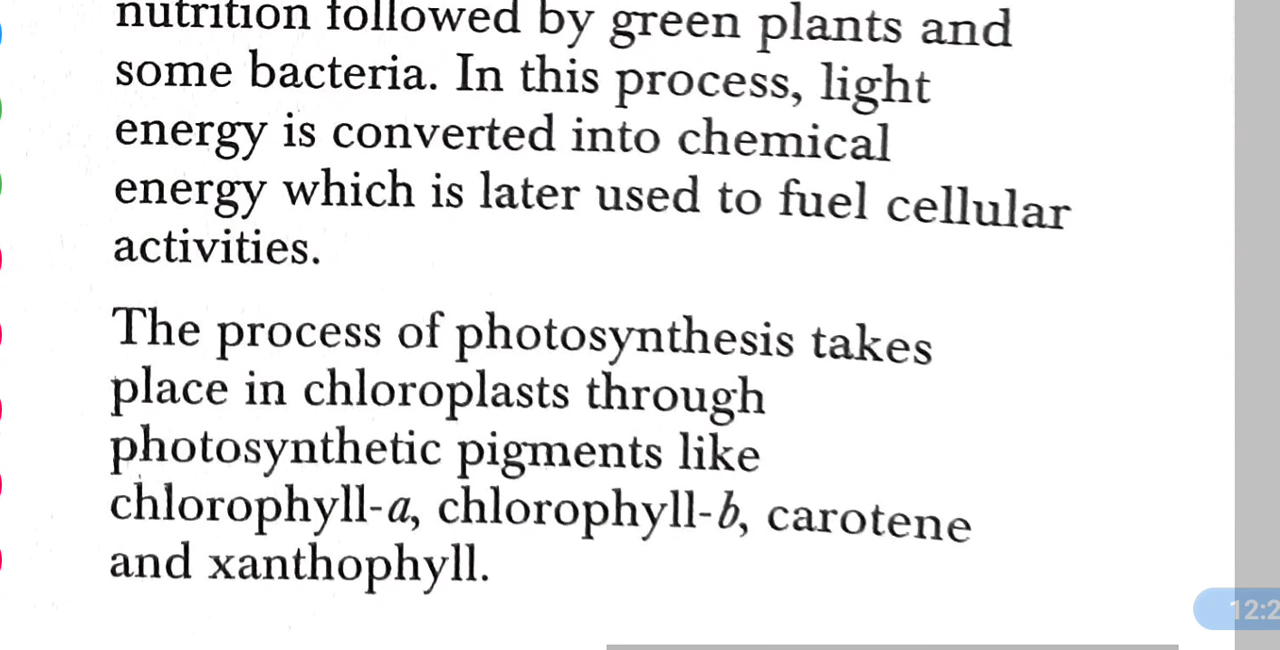 nutrition followed by green plants and
some bacteria. In this process, light
energy is converted into chemical
energy which is later used to fuel cellular
activities.
The process of photosynthesis takes
place in chloroplasts through
photosynthetic pigments like
chlorophyll-a, chlorophyll-b, carotene
and xanthophyll.
12:2